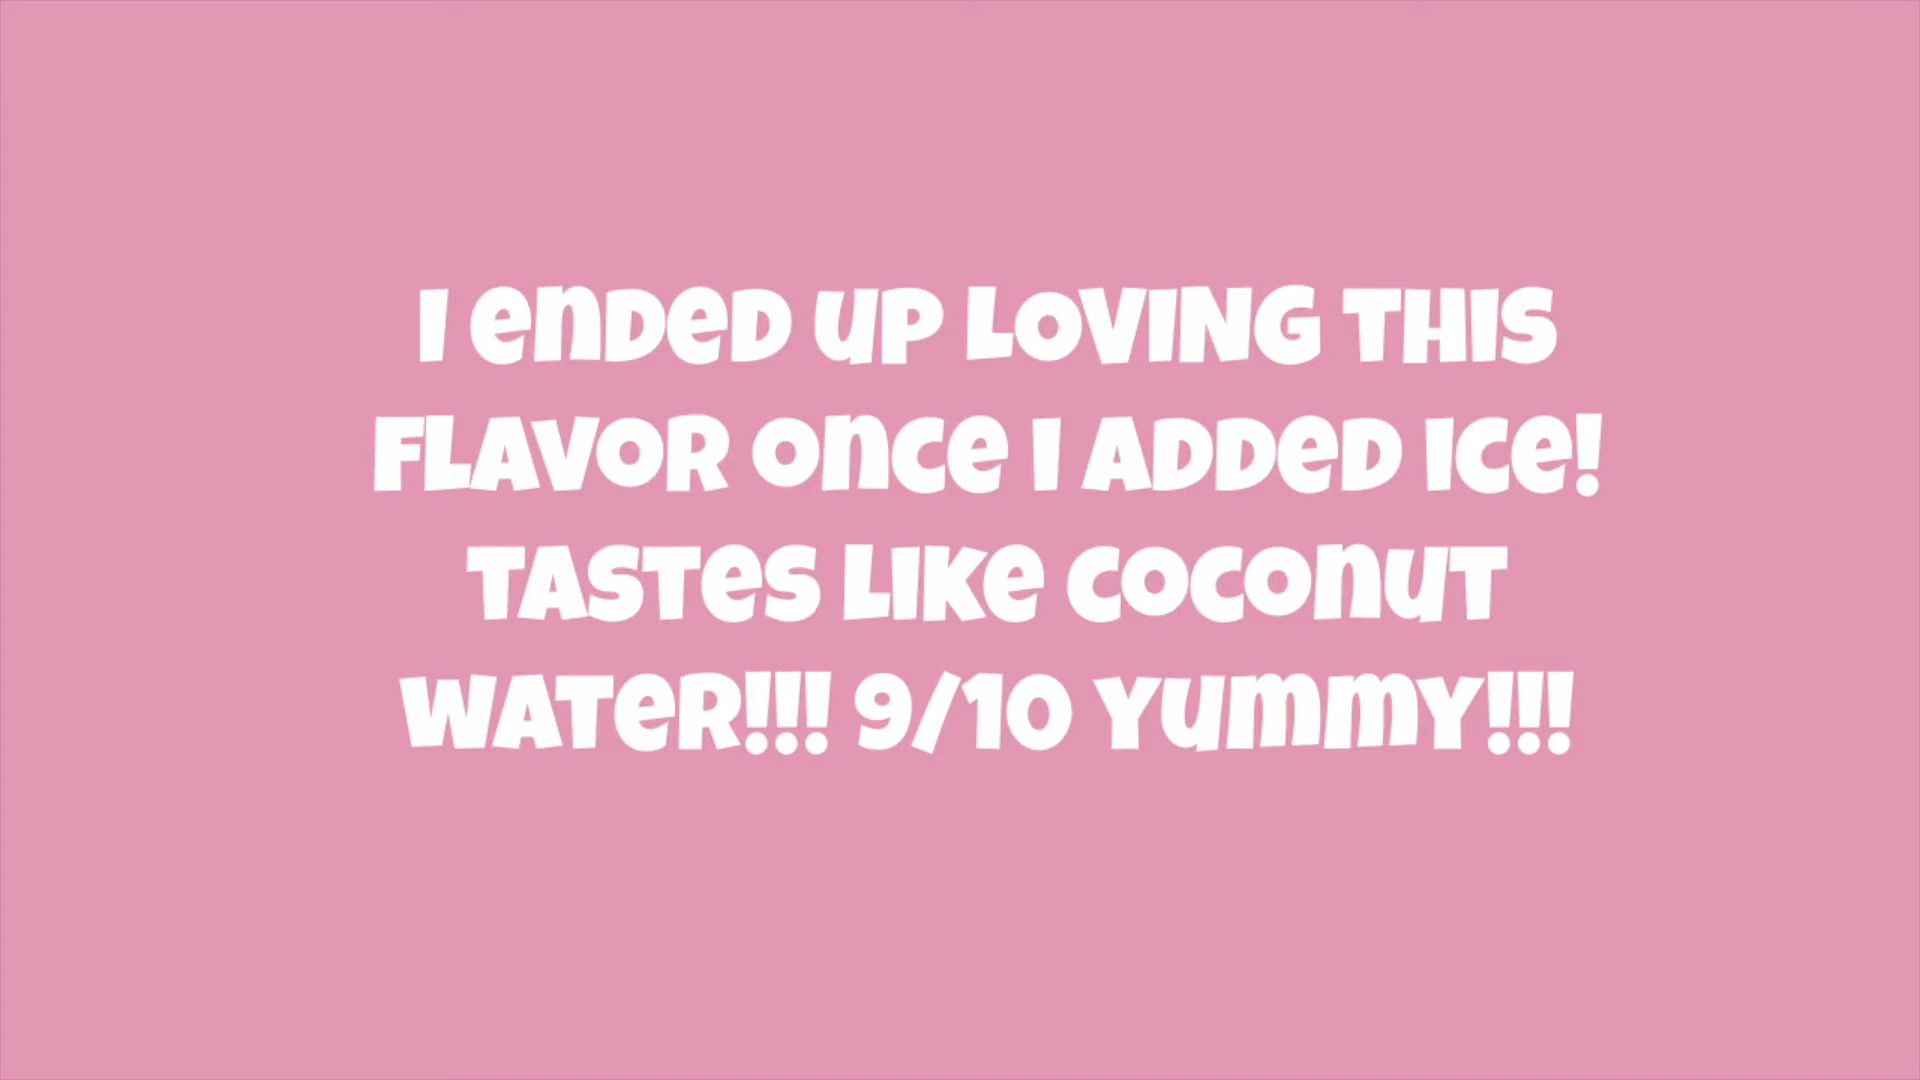 I ended up LOVING THIS
FLAVOR once I ADDED ICE!
TASTES LIKE COCONUT
WATER!!! 9/10 YUMMY!!!